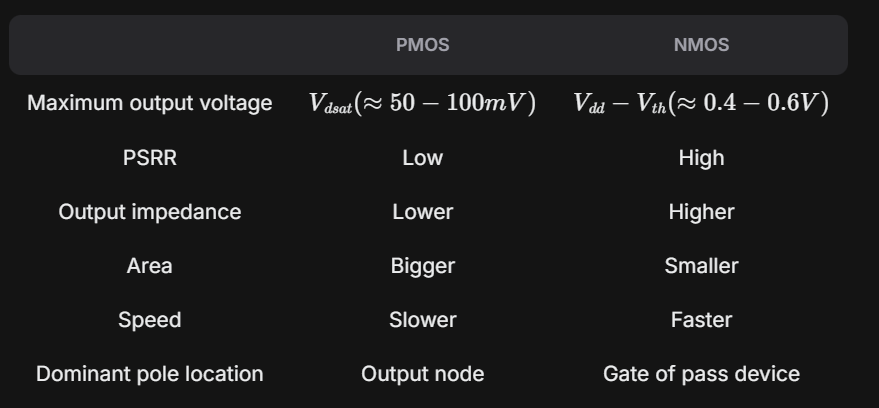 PMOS NMOS
Maximum output voltage V_{dsat}(≈ 50 − 100mV) V_{dd} − V_{th}(≈ 0.4 − 0.6V)
PSRR Low High
Output impedance Lower Higher
Area Bigger Smaller
Speed Slower Faster
Dominant pole location Output node Gate of pass device